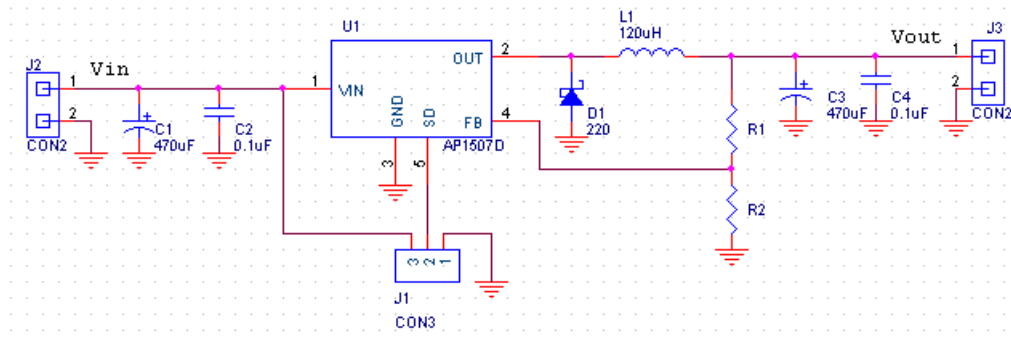 U1
L1
120uH
J3
J2
Vin
1
2
CON2
C1
470uF
C2
0.1uF
1
VIN
GND
SD
OUT
FB
2
4
AP1507D
3
5
D1
220
R1
R2
C3
470uF
C4
0.1uF
Vout
1
2
CON2
3
2
1
J1
CON3